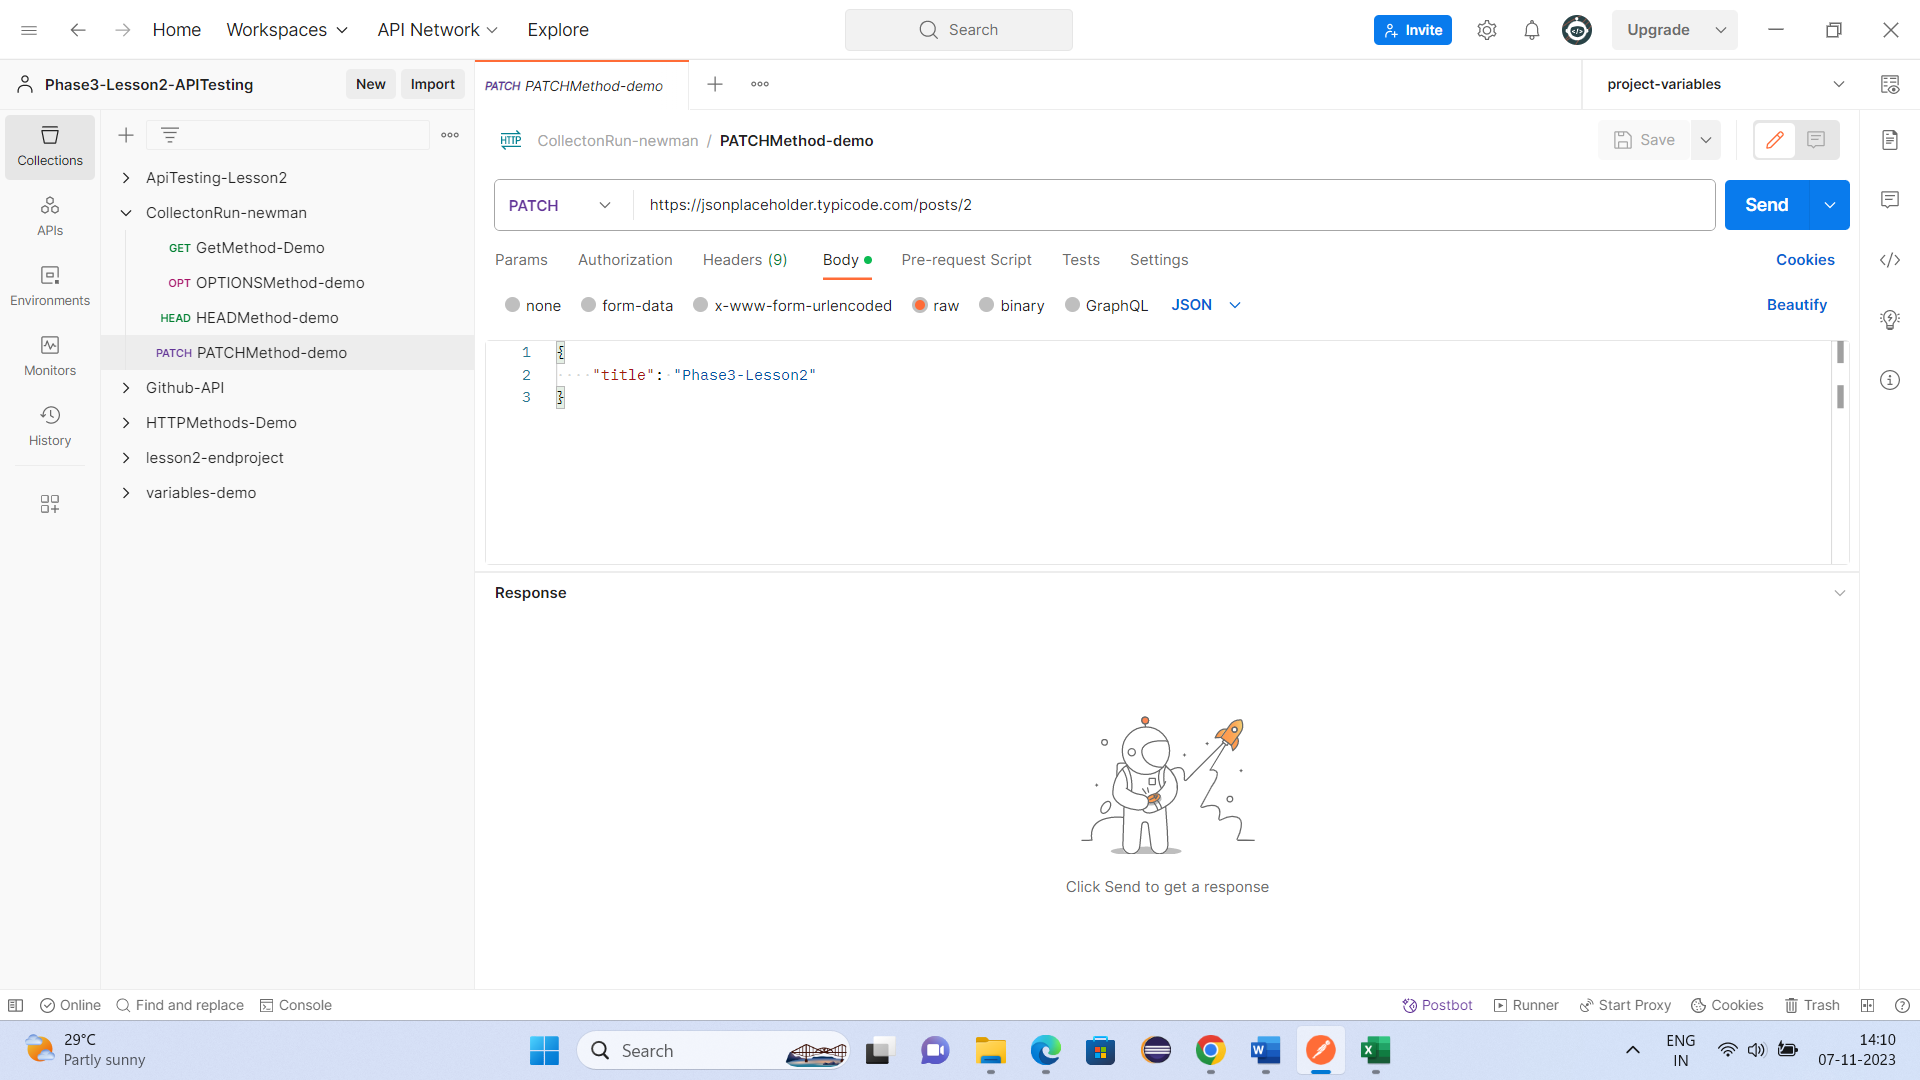 Home Workspaces API Network Explore Search Invite Upgrade
Phase3-Lesson2-APITesting New Import PATCH PATCHMethod-demo project-variables
Collections
APIs
Environments
Monitors
History
ApiTesting-Lesson2
CollectonRun-newman
GET GetMethod-Demo
OPT OPTIONSMethod-demo
HEAD HEADMethod-demo
PATCH PATCHMethod-demo
Github-API
HTTPMethods-Demo
lesson2-endproject
variables-demo
HTTP CollectonRun-newman / PATCHMethod-demo Save
PATCH https://jsonplaceholder.typicode.com/posts/2 Send
Params Authorization Headers (9) Body Pre-request Script Tests Settings Cookies
none form-data x-www-form-urlencoded raw binary GraphQL JSON Beautify
1 {
2 "title": "Phase3-Lesson2"
3 }
Response
Click Send to get a response
Online Find and replace Console Postbot Runner Start Proxy Cookies Trash
29°C
Partly sunny
Search
ENG
IN
14:10
07-11-2023